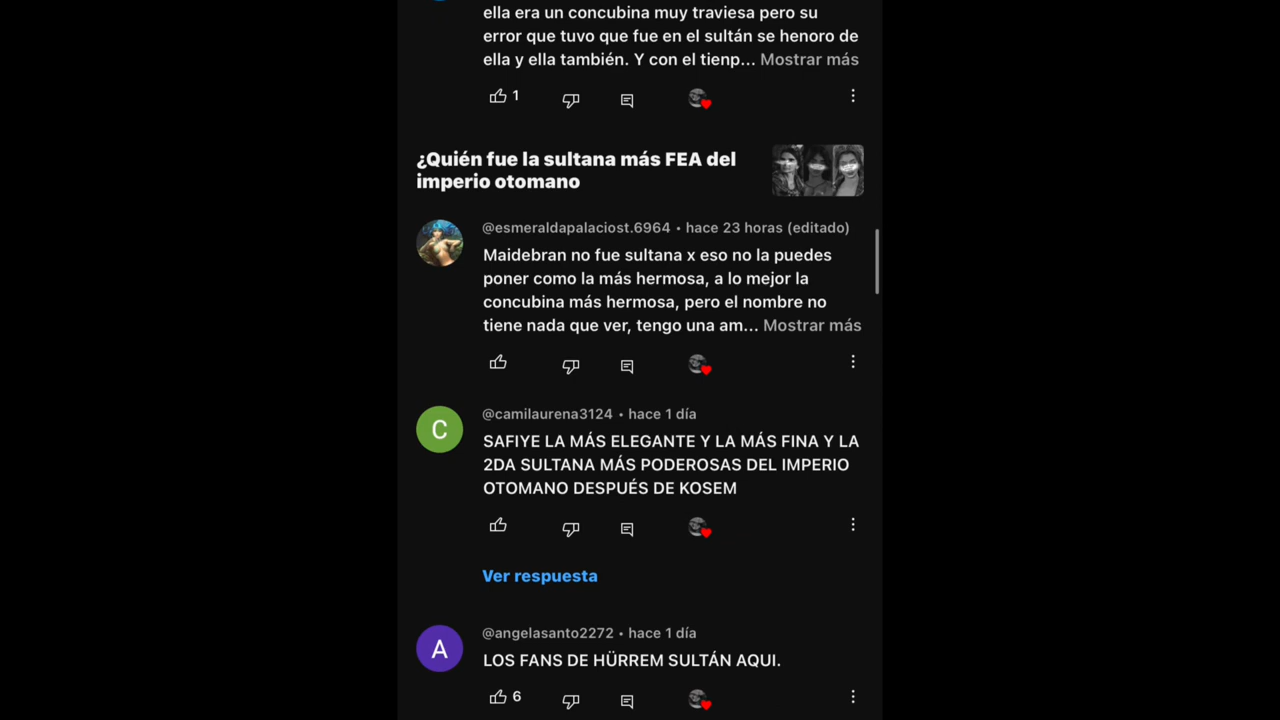 ella era un concubina muy traviesa pero su
error que tuvo que fue en el sultán se henoro de
ella y ella también. Y con el tienp... Mostrar más
1
¿Quién fue la sultana más FEA del
imperio otomano
@esmeraldapalaciost.6964 • hace 23 horas (editado)
Maidebran no fue sultana x eso no la puedes
poner como la más hermosa, a lo mejor la
concubina más hermosa, pero el nombre no
tiene nada que ver, tengo una am... Mostrar más
C
@camilaurena3124 • hace 1 día
SAFIYE LA MÁS ELEGANTE Y LA MÁS FINA Y LA
2DA SULTANA MÁS PODEROSAS DEL IMPERIO
OTOMANO DESPUÉS DE KOSEM
Ver respuesta
A
@angelasanto2272 • hace 1 día
LOS FANS DE HÜRREM SULTÁN AQUI.
6